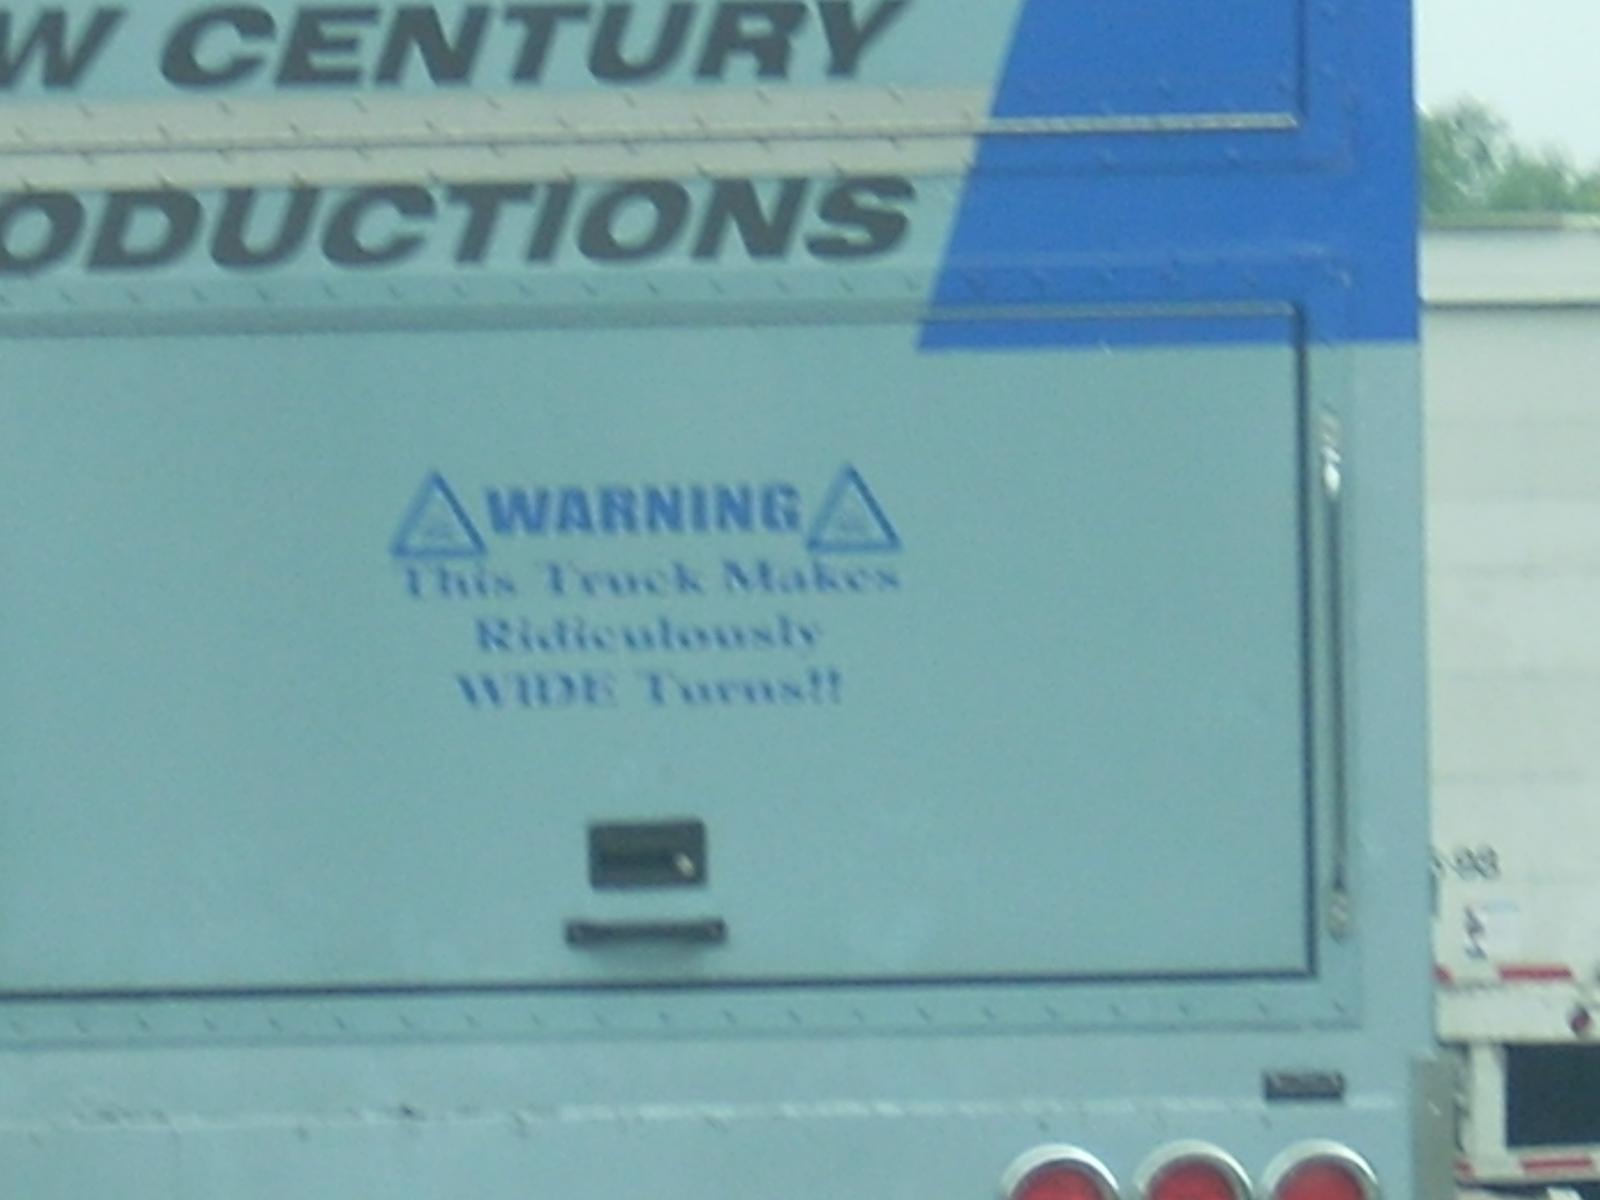 W CENTURY
ODUCTIONS
WARNING
This Truck Makes
Ridiculously
WIDE Turns!!